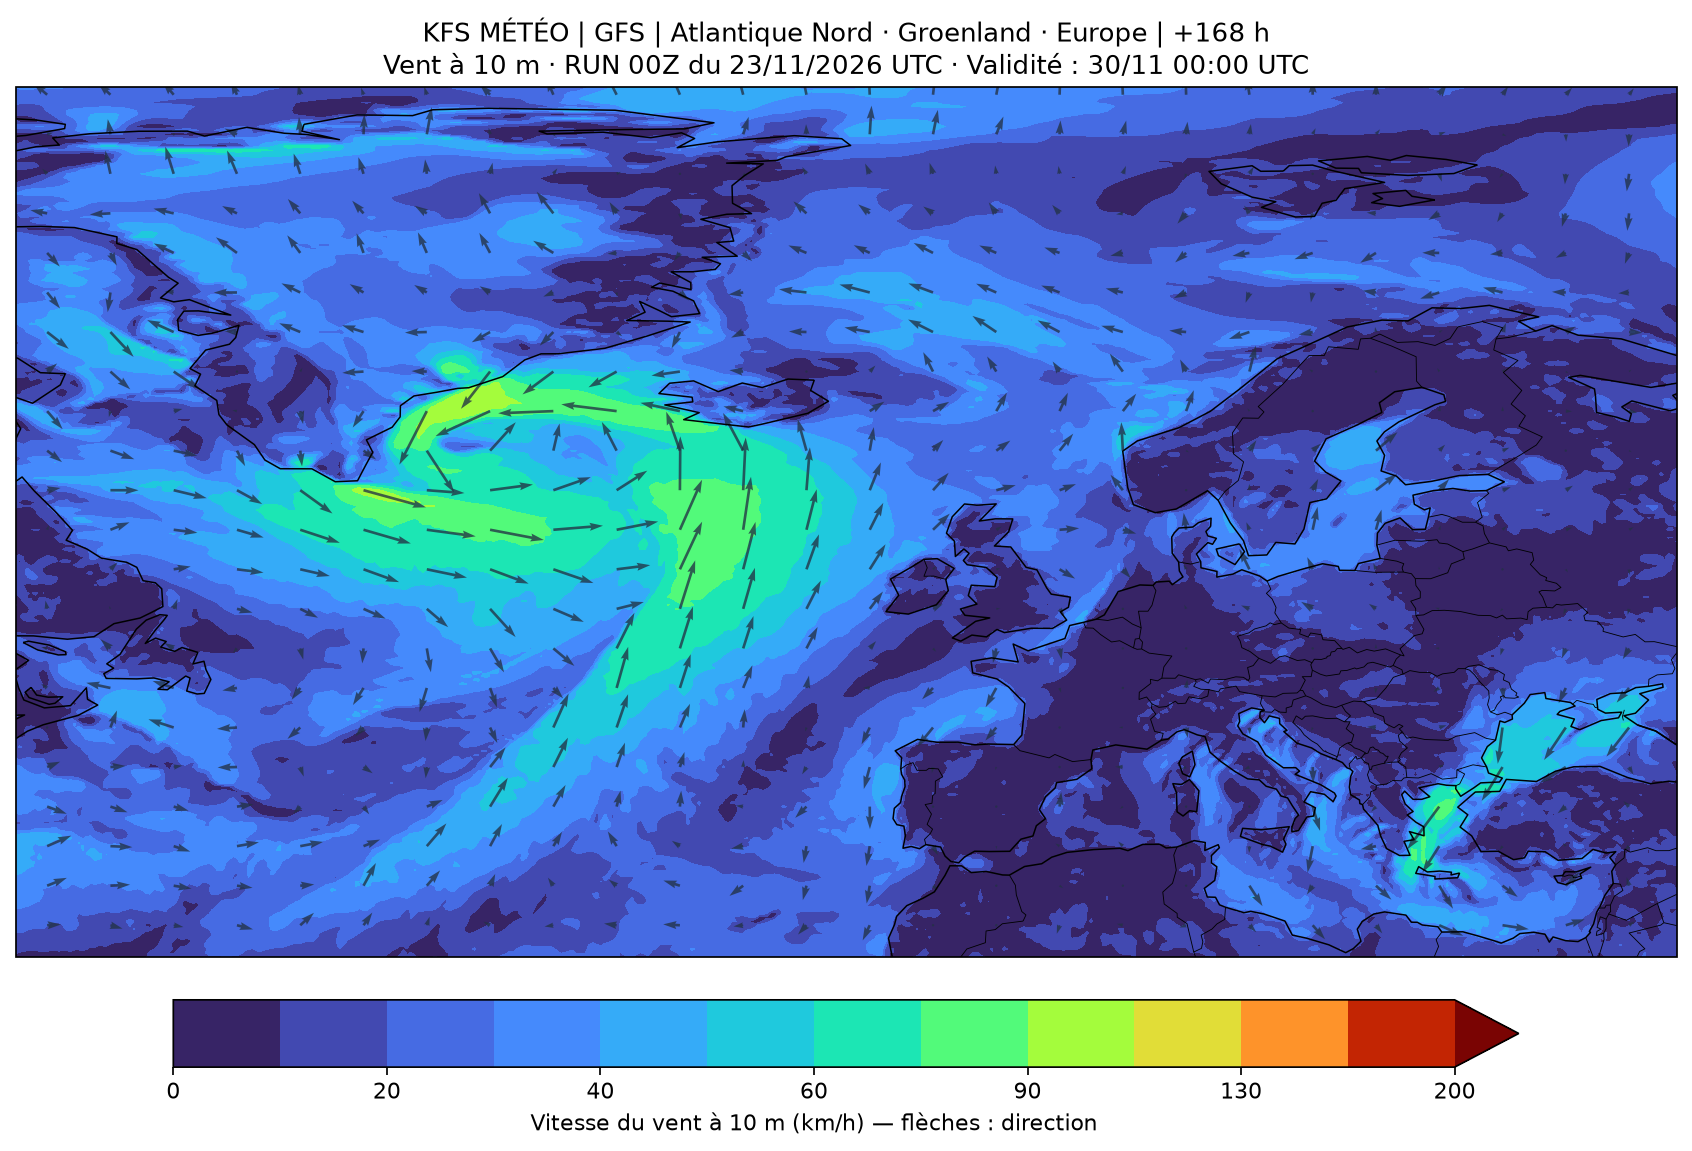 KFS MÉTÉO | GFS | Atlantique Nord · Groenland · Europe | +168 h
Vent à 10 m · RUN 00Z du 23/11/2026 UTC · Validité : 30/11 00:00 UTC
0 20 40 60 90 130 200
Vitesse du vent à 10 m (km/h) — flèches : direction